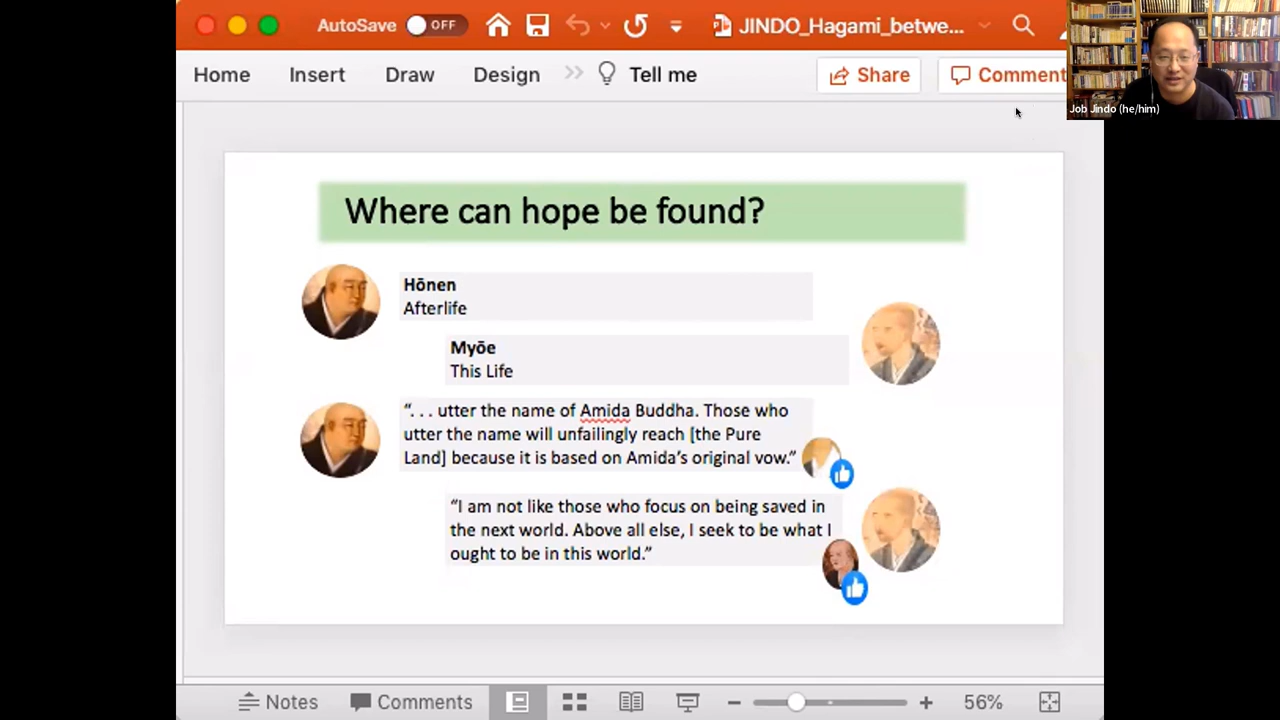 AutoSave OFF JINDO_Hagami_betwe...
Home Insert Draw Design Tell me Share Comment
Job Jindo (he/him)
Where can hope be found?
Hōnen
Afterlife
Myōe
This Life
“. . . utter the name of Amida Buddha. Those who
utter the name will unfailingly reach [the Pure
Land] because it is based on Amida’s original vow.”
“I am not like those who focus on being saved in
the next world. Above all else, I seek to be what I
ought to be in this world.”
Notes Comments 56%